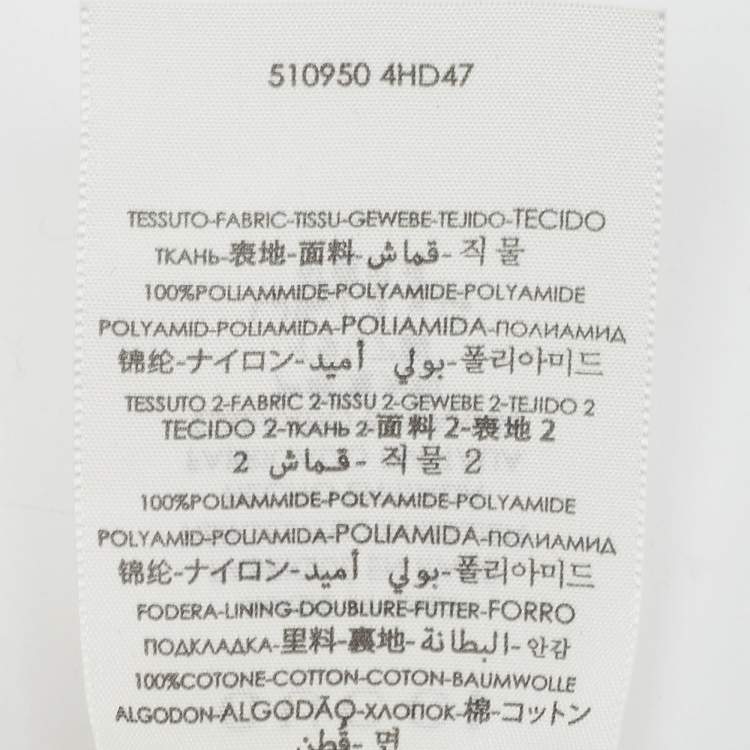 510950 4HD47
TESSUTO-FABRIC-TISSU-GEWEBE-TEJIDO-TECIDO
ТКАНЬ-表地-面料-قماش-직물
100%POLIAMMIDE-POLYAMIDE-POLYAMIDE
POLYAMID-POLIAMIDA-POLIAMIDA-ПОЛИАМИД
锦纶-ナイロン-بولي أميد-폴리아미드
TESSUTO 2-FABRIC 2-TISSU 2-GEWEBE 2-TEJIDO 2
TECIDO 2-ТКАНЬ 2-面料 2-表地 2
2 قماش-직물 2
100%POLIAMMIDE-POLYAMIDE-POLYAMIDE
POLYAMID-POLIAMIDA-POLIAMIDA-ПОЛИАМИД
锦纶-ナイロン-بولي أميد-폴리아미드
FODERA-LINING-DOUBLURE-FUTTER-FORRO
ПОДКЛАДКА-里料-裏地-البطانة-안감
100%COTONE-COTTON-COTON-BAUMWOLLE
ALGODON-ALGODÃO-ХЛОПОК-棉-コットン
قطن-면